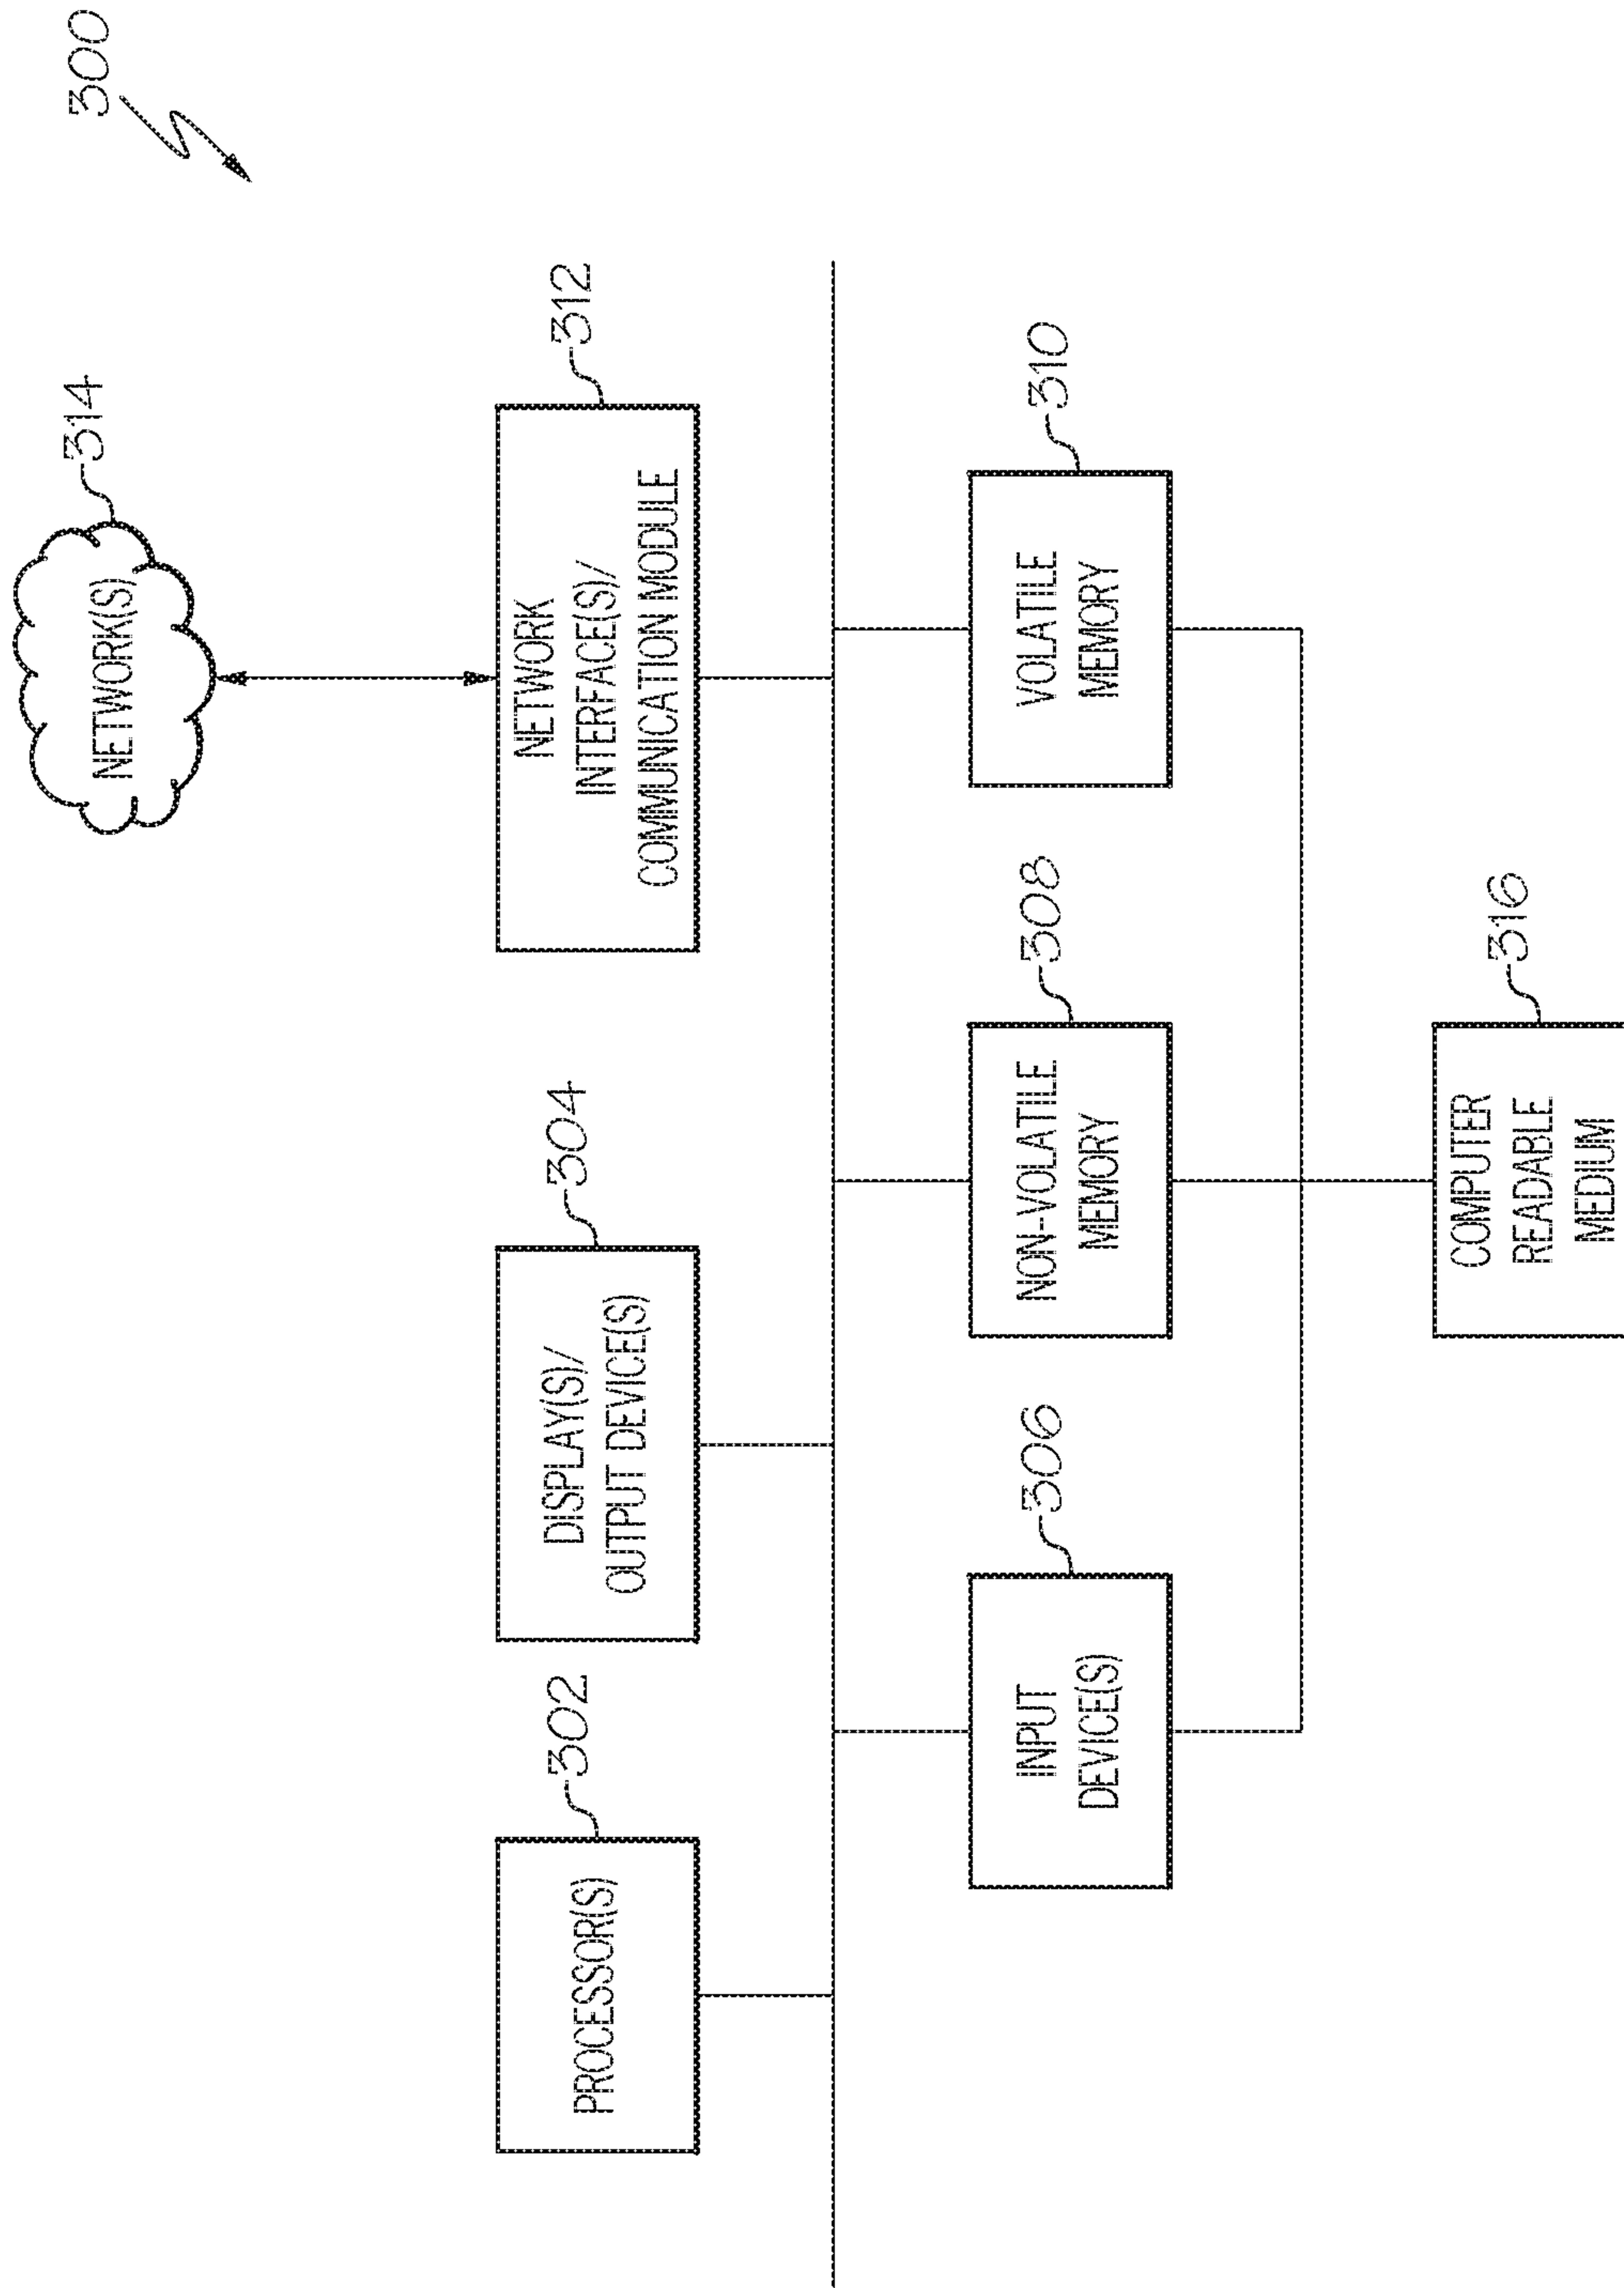 300
NETWORK(S)
314
PROCESSOR(S)
302
DISPLAY(S)/
OUTPUT DEVICE(S)
304
NETWORK
INTERFACE(S)/
COMMUNICATION MODULE
312
INPUT
DEVICE(S)
306
NON-VOLATILE
MEMORY
308
VOLATILE
MEMORY
310
COMPUTER
READABLE
MEDIUM
316